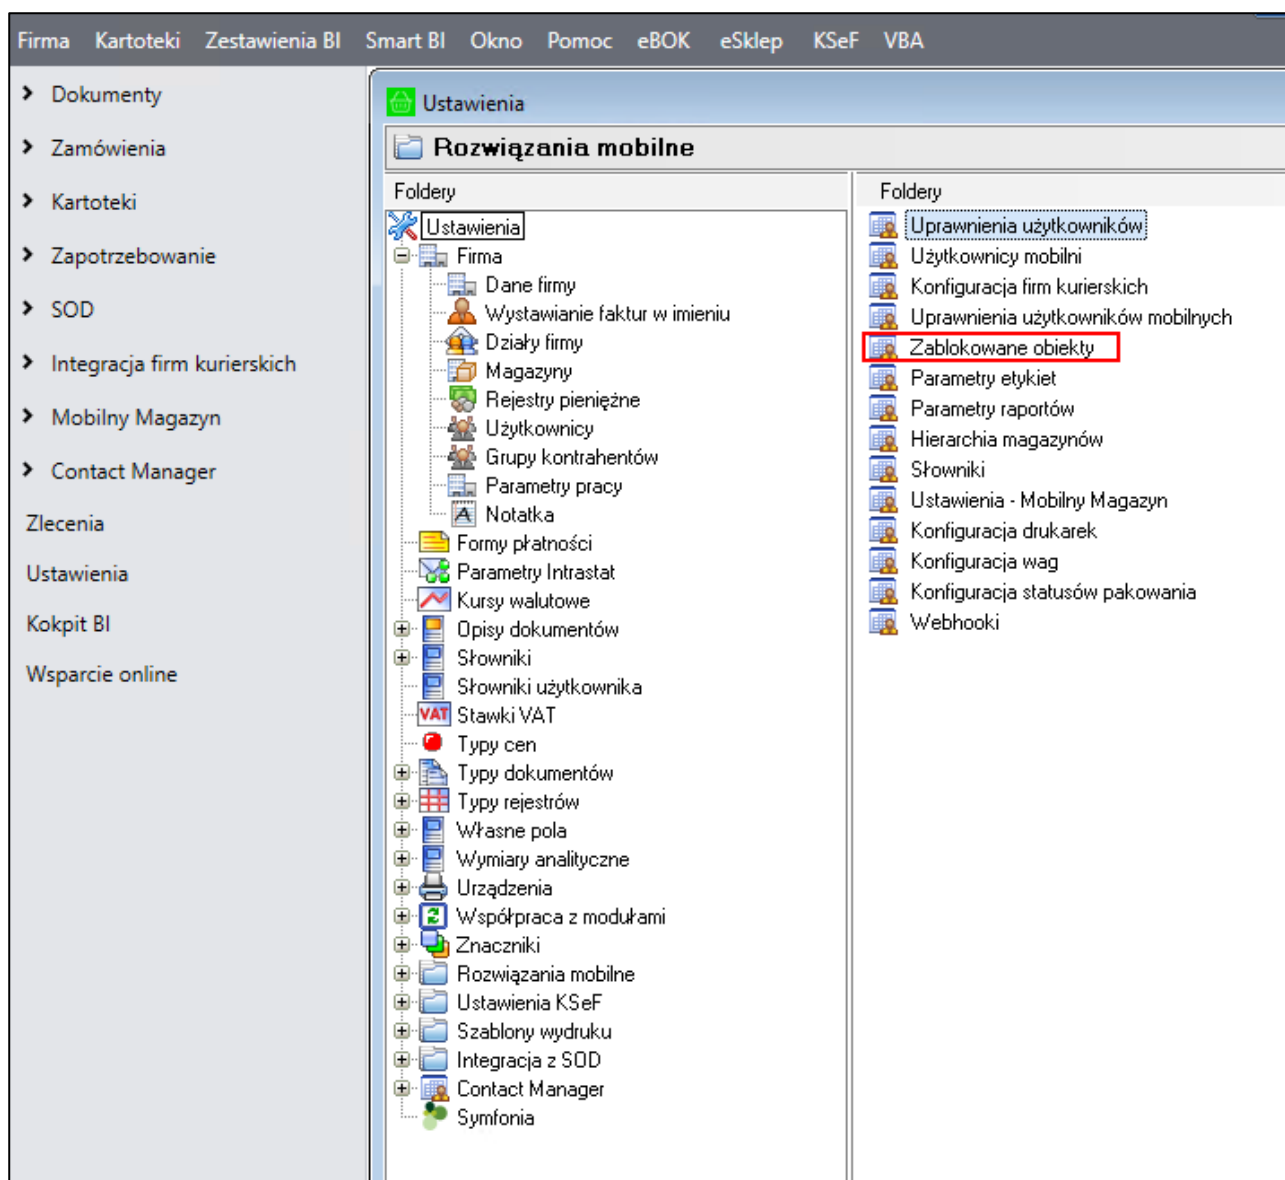 Firma Kartoteki Zestawienia BI Smart BI Okno Pomoc eBOK eSklep KSeF VBA
Dokumenty
Zamówienia
Kartoteki
Zapotrzebowanie
SOD
Integracja firm kurierskich
Mobilny Magazyn
Contact Manager
Zlecenia
Ustawienia
Kokpit BI
Wsparcie online
Ustawienia
Rozwiązania mobilne
Foldery
Ustawienia
Firma
Dane firmy
Wystawianie faktur w imieniu
Działy firmy
Magazyny
Rejestry pieniężne
Użytkownicy
Grupy kontrahentów
Parametry pracy
Notatka
Formy płatności
Parametry Intrastat
Kursy walutowe
Opisy dokumentów
Słowniki
Słowniki użytkownika
VAT Stawki VAT
Typy cen
Typy dokumentów
Typy rejestrów
Własne pola
Wymiary analityczne
Urządzenia
Współpraca z modułami
Znaczniki
Rozwiązania mobilne
Ustawienia KSeF
Szablony wydruku
Integracja z SOD
Contact Manager
Symfonia
Foldery
Uprawnienia użytkowników
Użytkownicy mobilni
Konfiguracja firm kurierskich
Uprawnienia użytkowników mobilnych
Zablokowane obiekty
Parametry etykiet
Parametry raportów
Hierarchia magazynów
Słowniki
Ustawienia - Mobilny Magazyn
Konfiguracja drukarek
Konfiguracja wag
Konfiguracja statusów pakowania
Webhooki